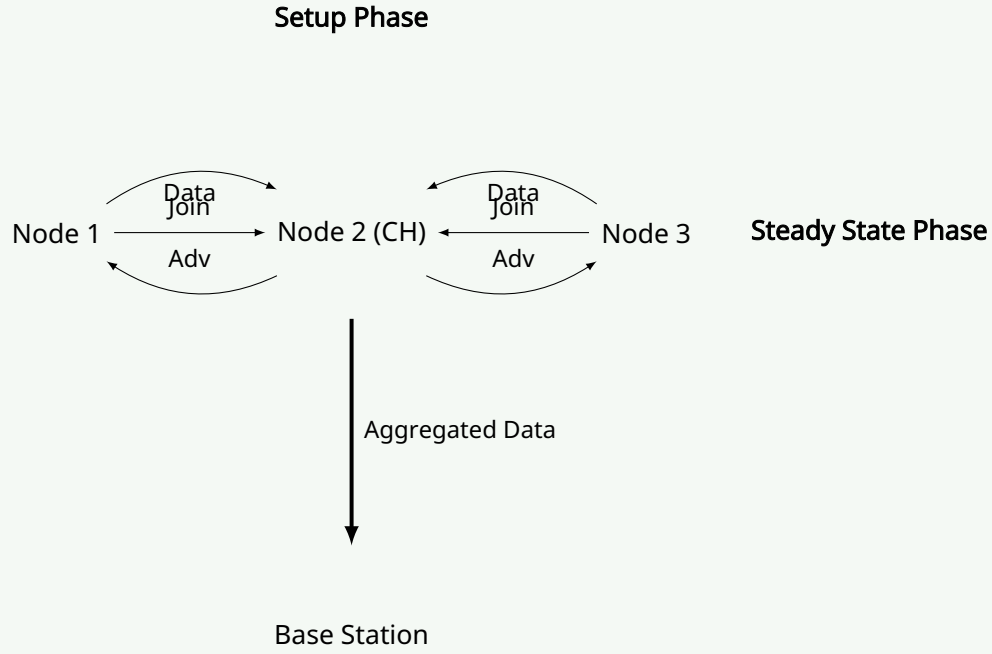 Setup Phase
Data
Join
Data
Join
Node 1
Node 2 (CH)
Node 3
Steady State Phase
Adv
Adv
Aggregated Data
Base Station